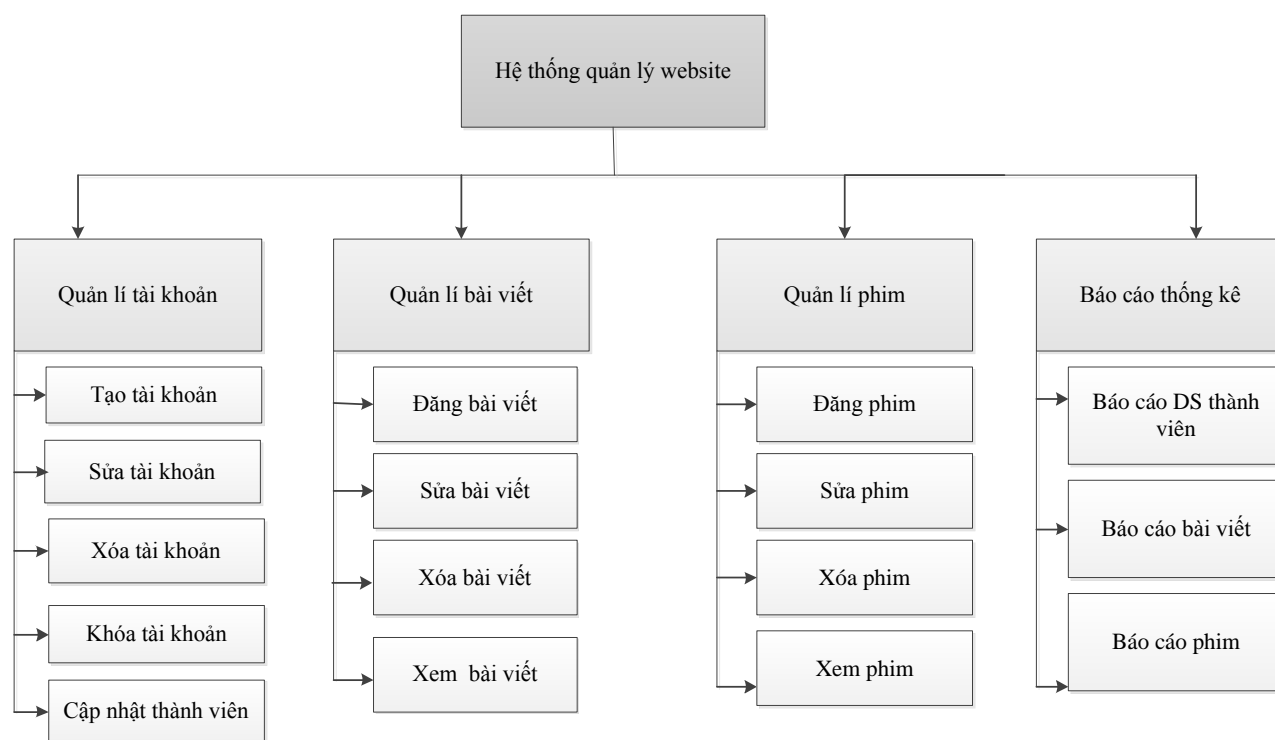 Hệ thống quản lý website
Quản lí tài khoản
Tạo tài khoản
Sửa tài khoản
Xóa tài khoản
Khóa tài khoản
Cập nhật thành viên
Quản lí bài viết
Đăng bài viết
Sửa bài viết
Xóa bài viết
Xem bài viết
Quản lí phim
Đăng phim
Sửa phim
Xóa phim
Xem phim
Báo cáo thống kê
Báo cáo DS thành
viên
Báo cáo bài viết
Báo cáo phim